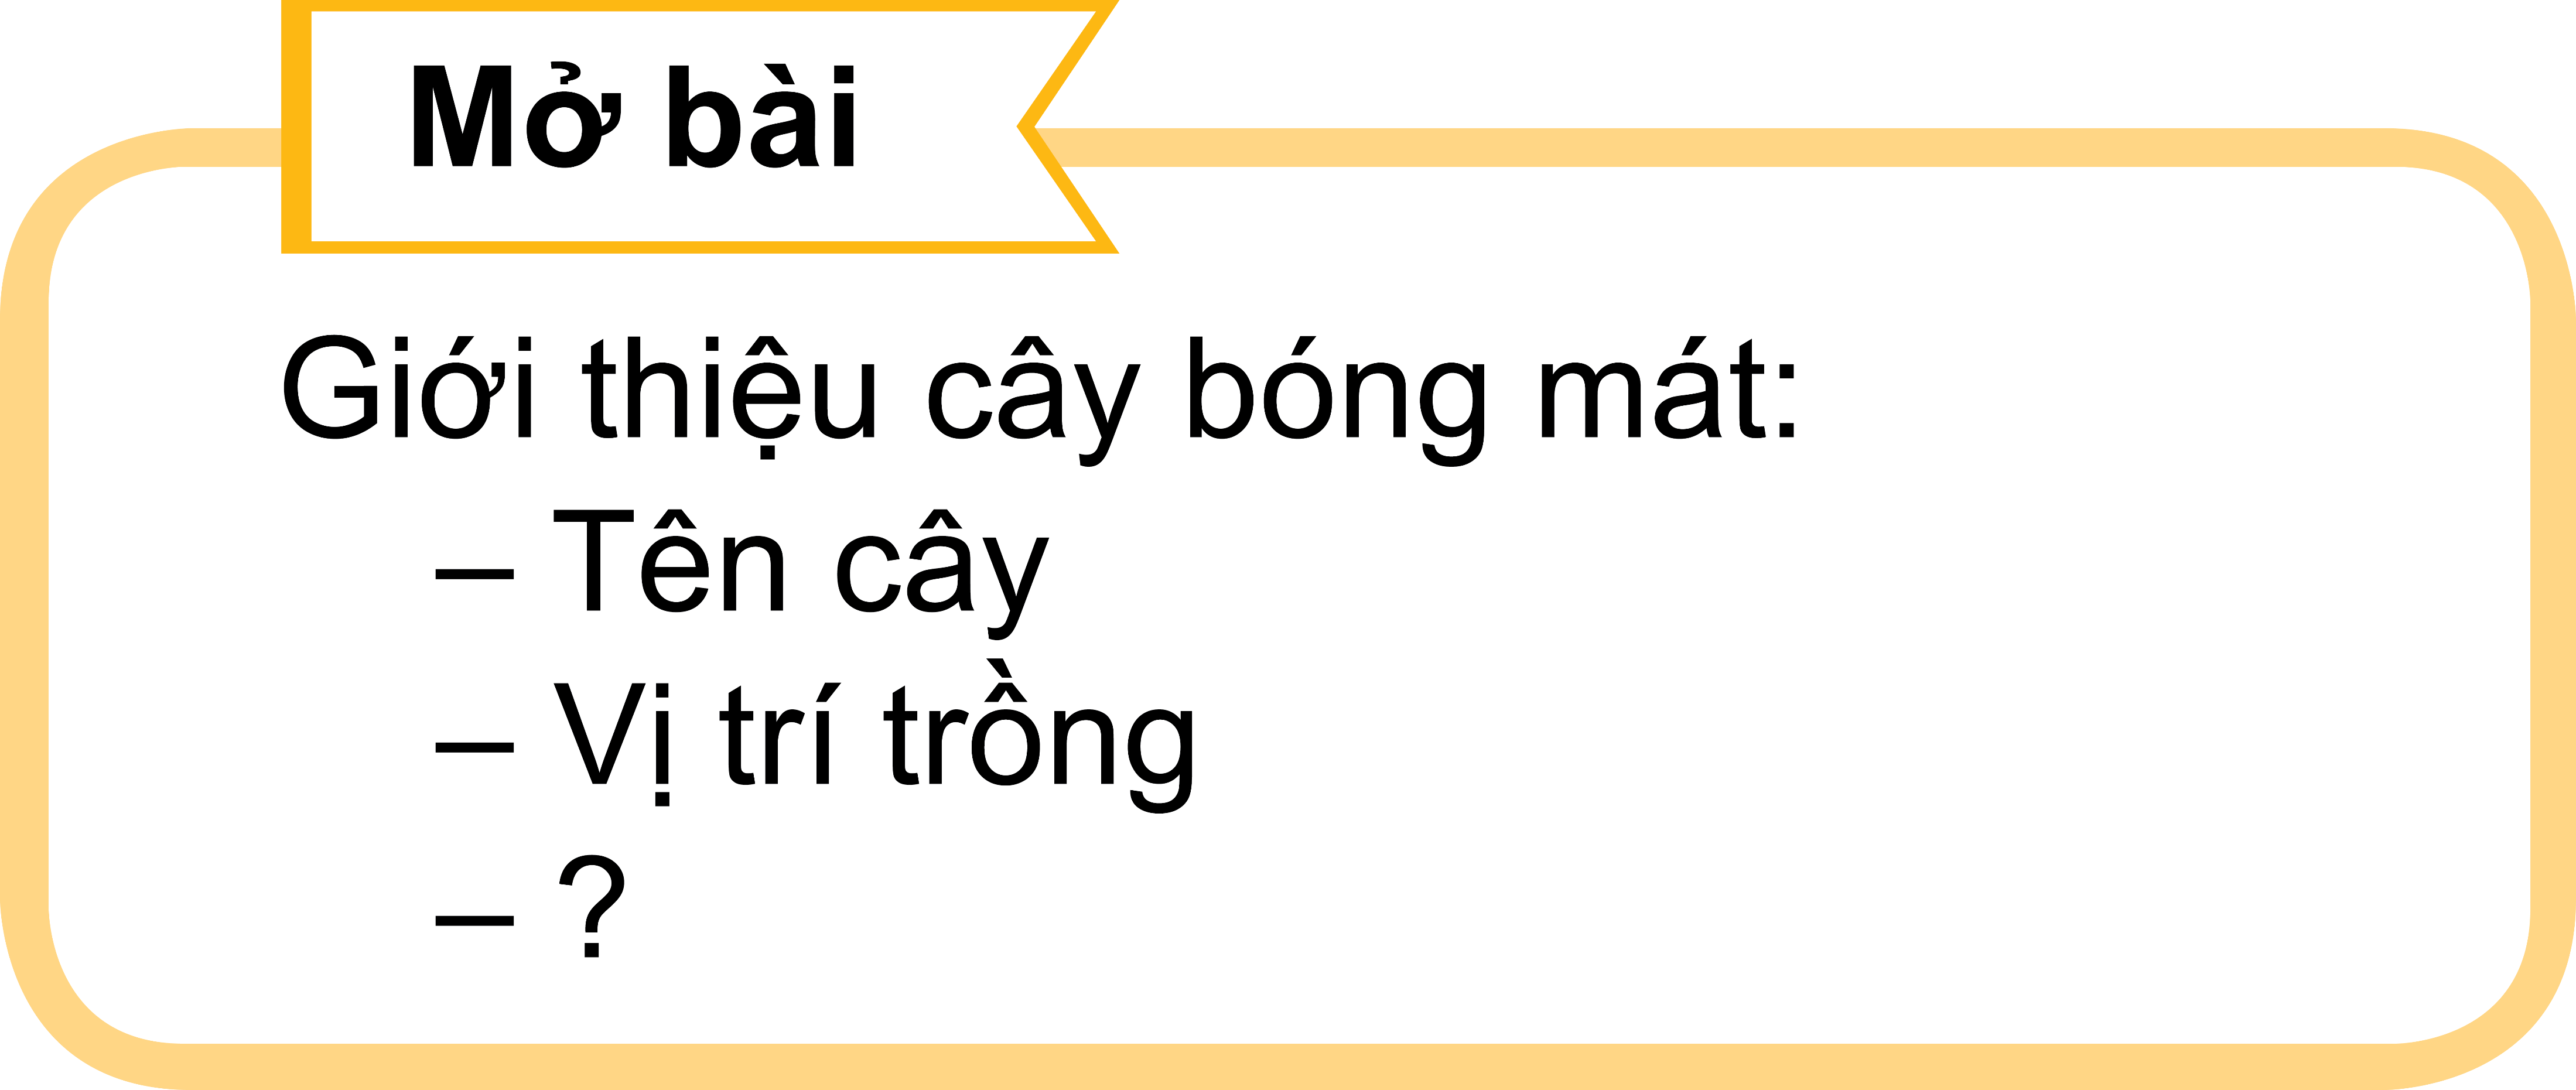 Mở bài
Giới thiệu cây bóng mát:
– Tên cây
– Vị trí trồng
– ?